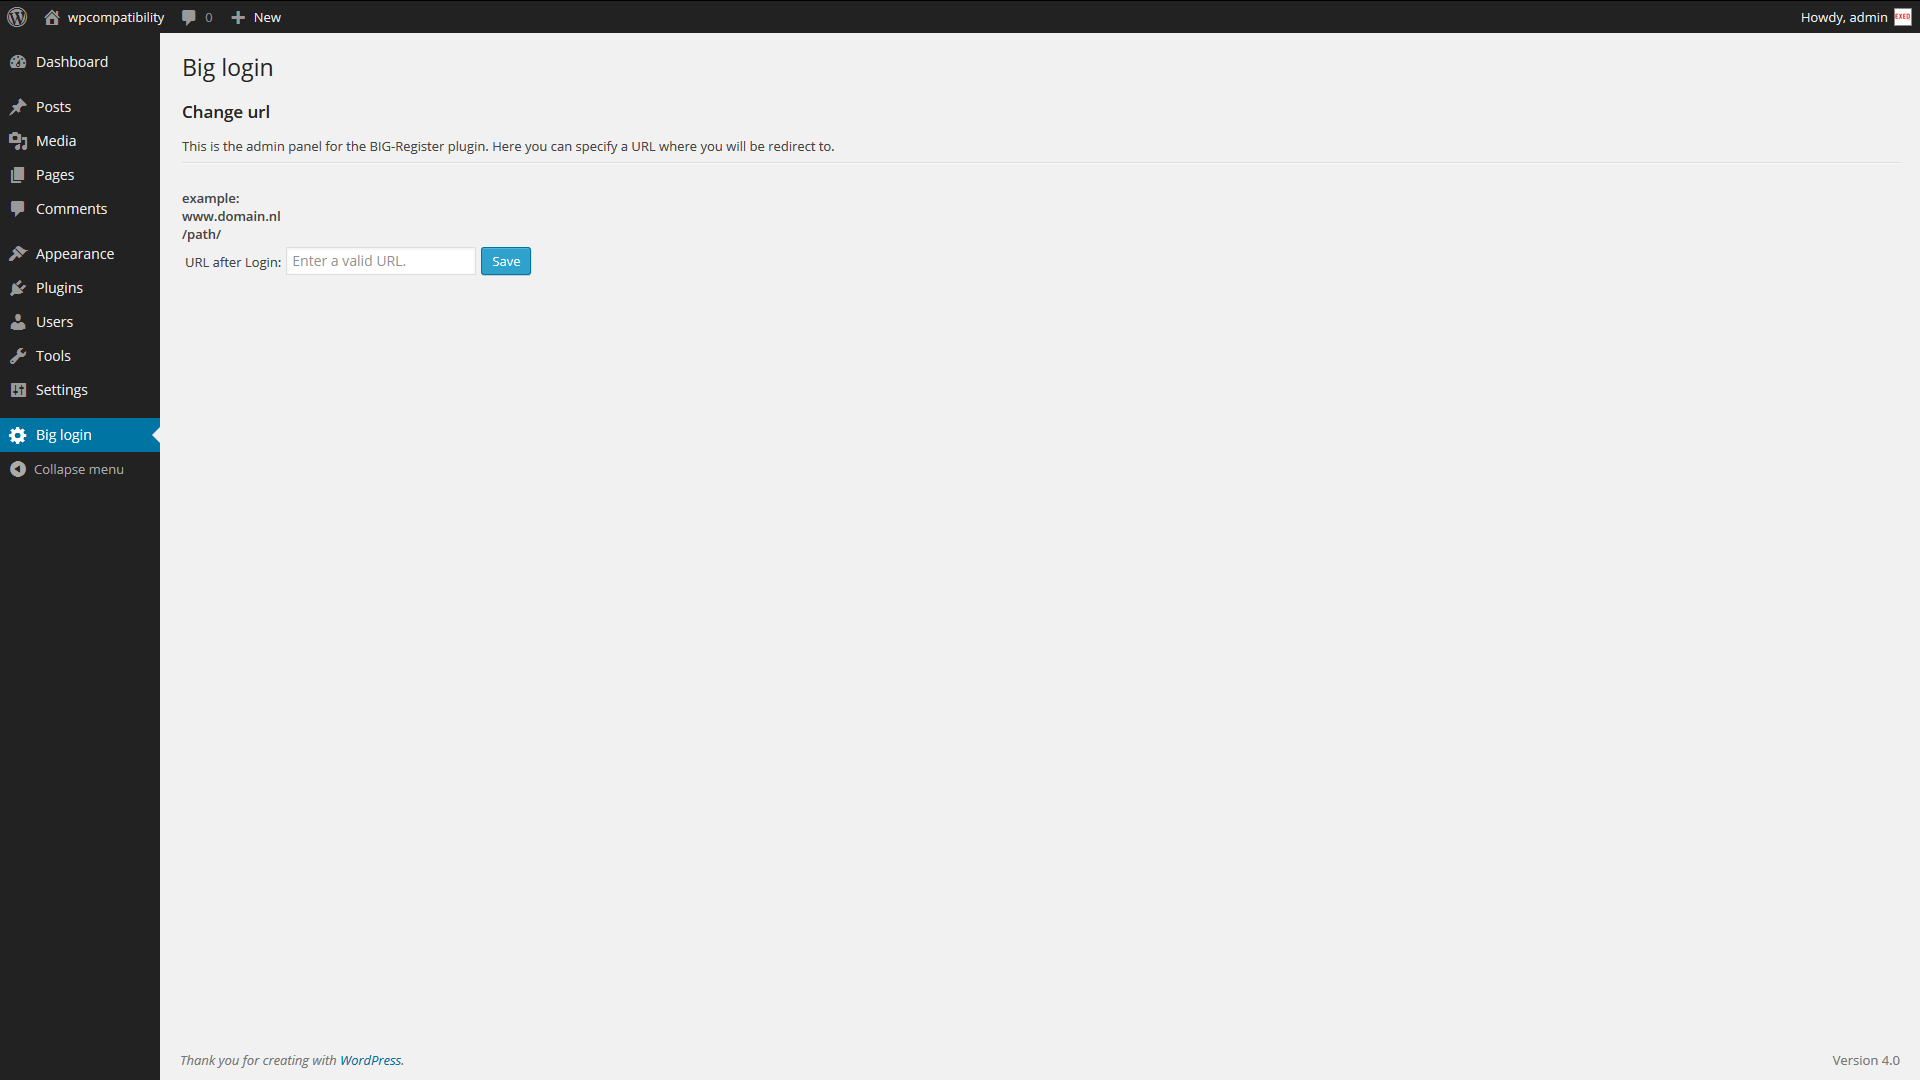 wpcompatibility 0 New
Howdy, admin
Dashboard
Posts
Media
Pages
Comments
Appearance
Plugins
Users
Tools
Settings
Big login
Collapse menu
Big login
Change url
This is the admin panel for the BIG-Register plugin. Here you can specify a URL where you will be redirect to.
example:
www.domain.nl
/path/
URL after Login: Enter a valid URL. Save
Thank you for creating with WordPress.
Version 4.0